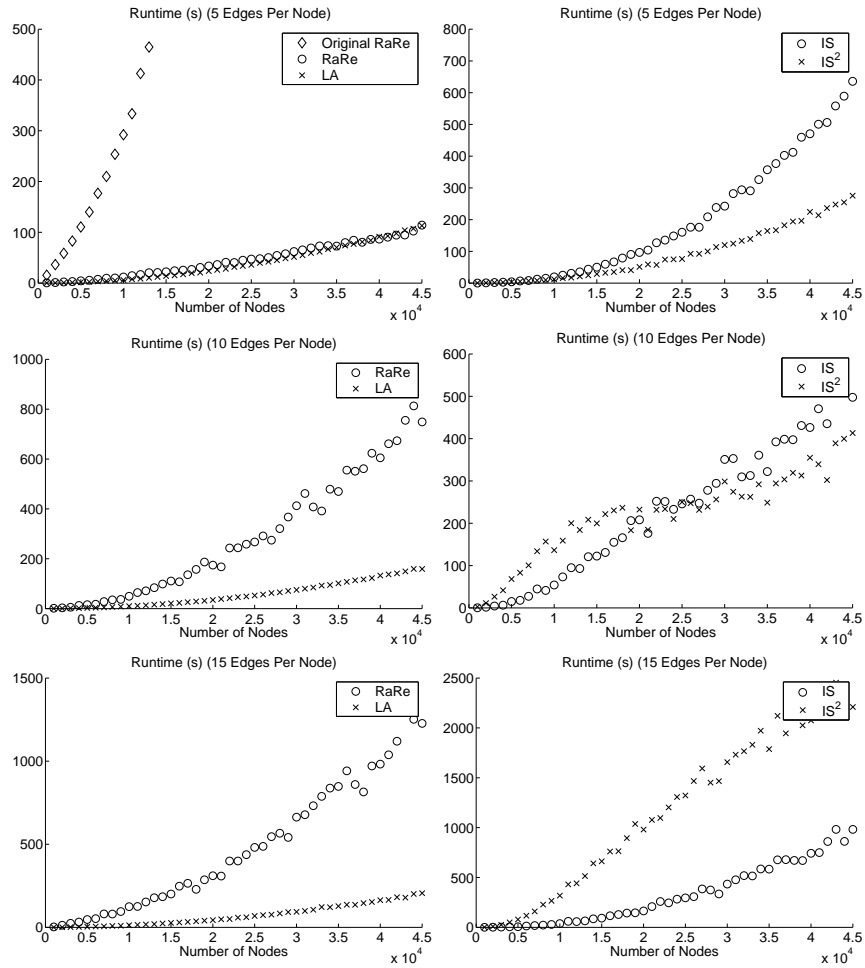 Runtime (s) (5 Edges Per Node)
500
400
300
200
100
0
Original RaRe
RaRe
LA
0 0.5 1 1.5 2 2.5 3 3.5 4 4.5
Number of Nodes
x 10^4
Runtime (s) (5 Edges Per Node)
800
700
600
500
400
300
200
100
0
IS
IS^2
0 0.5 1 1.5 2 2.5 3 3.5 4 4.5
Number of Nodes
x 10^4
Runtime (s) (10 Edges Per Node)
1000
800
600
400
200
0
RaRe
LA
0 0.5 1 1.5 2 2.5 3 3.5 4 4.5
Number of Nodes
x 10^4
Runtime (s) (10 Edges Per Node)
600
500
400
300
200
100
0
IS
IS^2
0 0.5 1 1.5 2 2.5 3 3.5 4 4.5
Number of Nodes
x 10^4
Runtime (s) (15 Edges Per Node)
1500
1000
500
0
RaRe
LA
0 0.5 1 1.5 2 2.5 3 3.5 4 4.5
Number of Nodes
x 10^4
Runtime (s) (15 Edges Per Node)
2500
2000
1500
1000
500
0
IS
IS^2
0 0.5 1 1.5 2 2.5 3 3.5 4 4.5
Number of Nodes
x 10^4